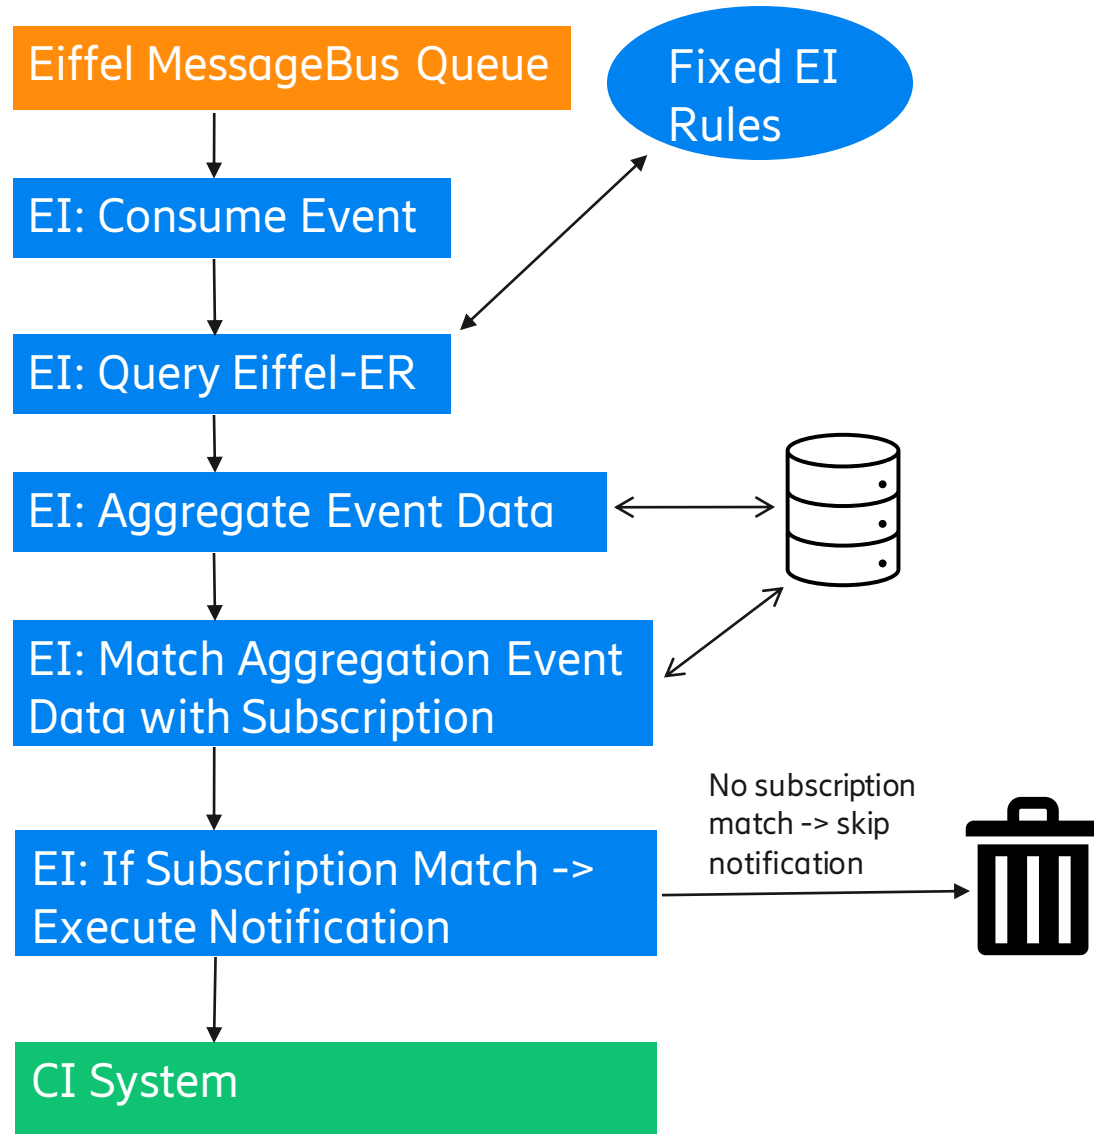 Eiffel MessageBus Queue
Fixed EI
Rules
EI: Consume Event
EI: Query Eiffel-ER
EI: Aggregate Event Data
EI: Match Aggregation Event
Data with Subscription
No subscription
match -> skip
notification
EI: If Subscription Match ->
Execute Notification
CI System